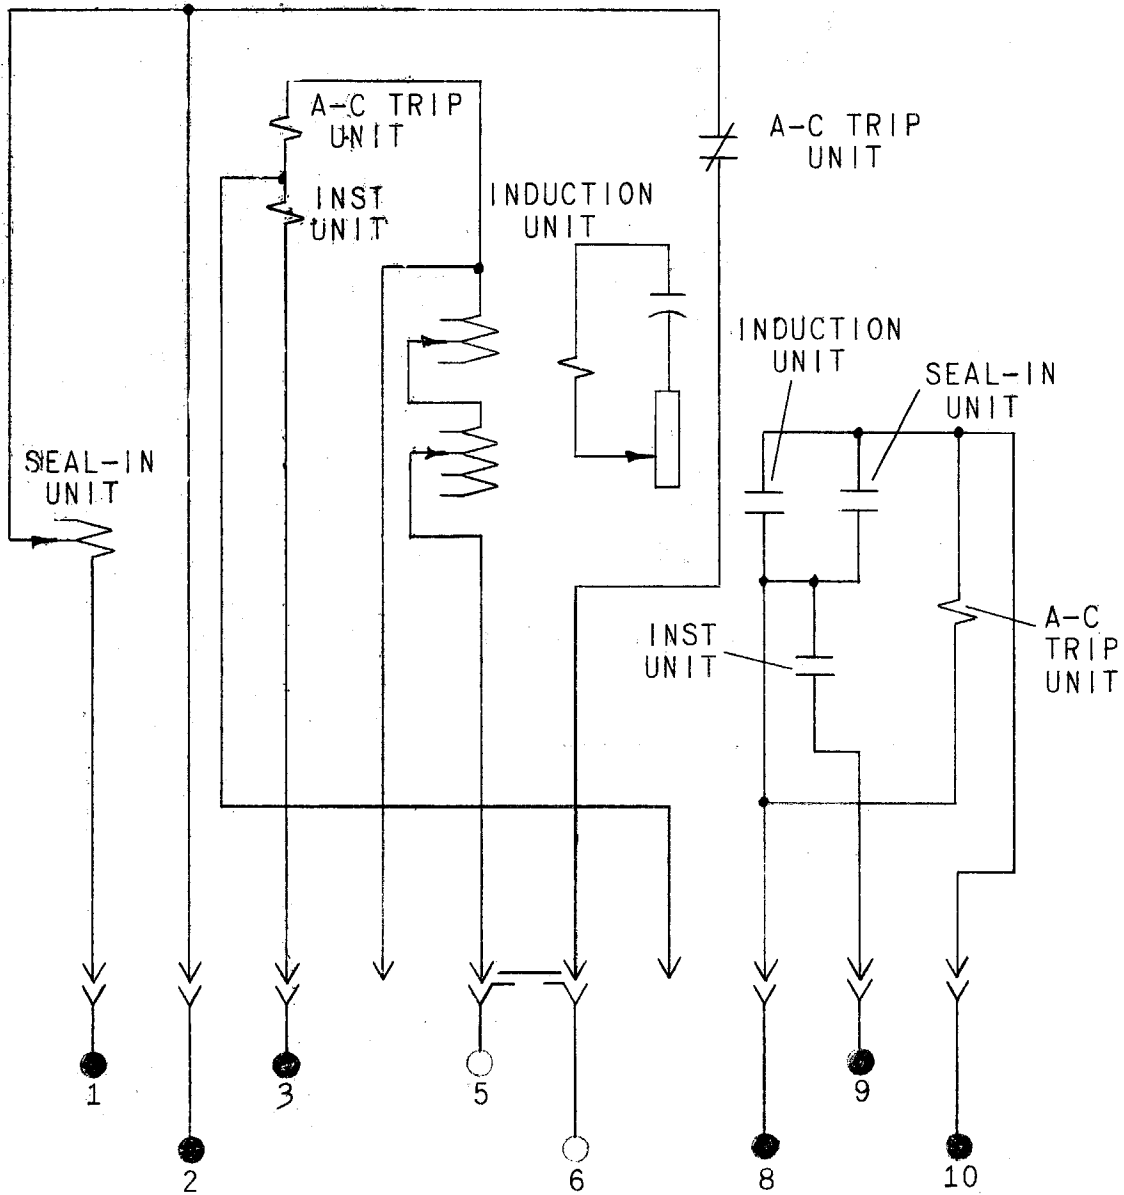 A-C TRIP
UNIT
A-C TRIP
UNIT
INST
UNIT
INDUCTION
UNIT
INDUCTION
UNIT
SEAL-IN
UNIT
SEAL-IN
UNIT
INST
UNIT
A-C
TRIP
UNIT
1
3
5
9
2
6
8
10